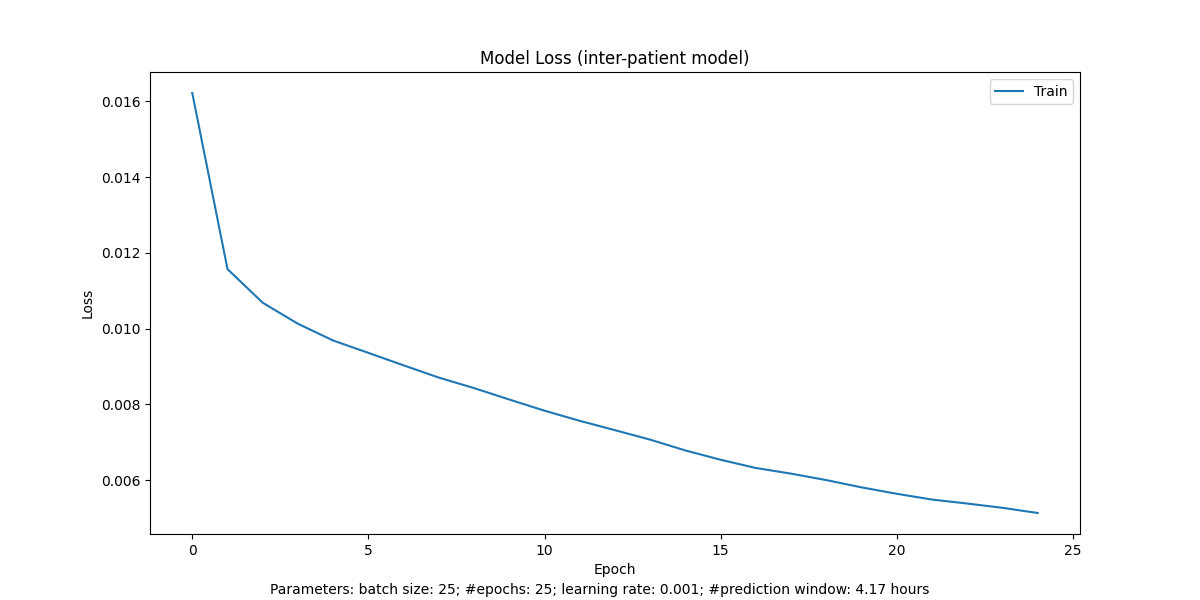 Model Loss (inter-patient model)
Train
0.016
0.014
0.012
0.010
0.008
0.006
Loss
0 5 10 15 20 25
Epoch
Parameters: batch size: 25; #epochs: 25; learning rate: 0.001; #prediction window: 4.17 hours